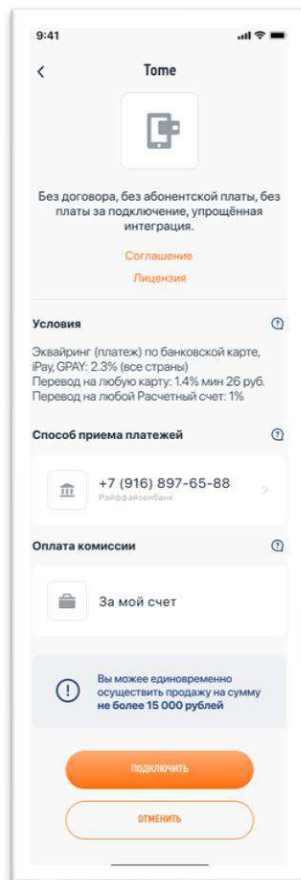 9:41
Tome
Без договора, без абонентской платы, без
платы за подключение, упрощённая
интеграция.
Соглашение
Лицензия
Условия
Эквайринг (платеж) по банковской карте,
iPay, GPAY: 2.3% (все страны)
Перевод на любую карту: 1.4% мин 26 руб.
Перевод на любой Расчетный счет: 1%
Способ приема платежей
+7 (916) 897-65-88
Райффайзенбанк
Оплата комиссии
За мой счет
Вы можее единовременно
осуществить продажу на сумму
не более 15 000 рублей
ПОДКЛЮЧИТЬ
ОТМЕНИТЬ